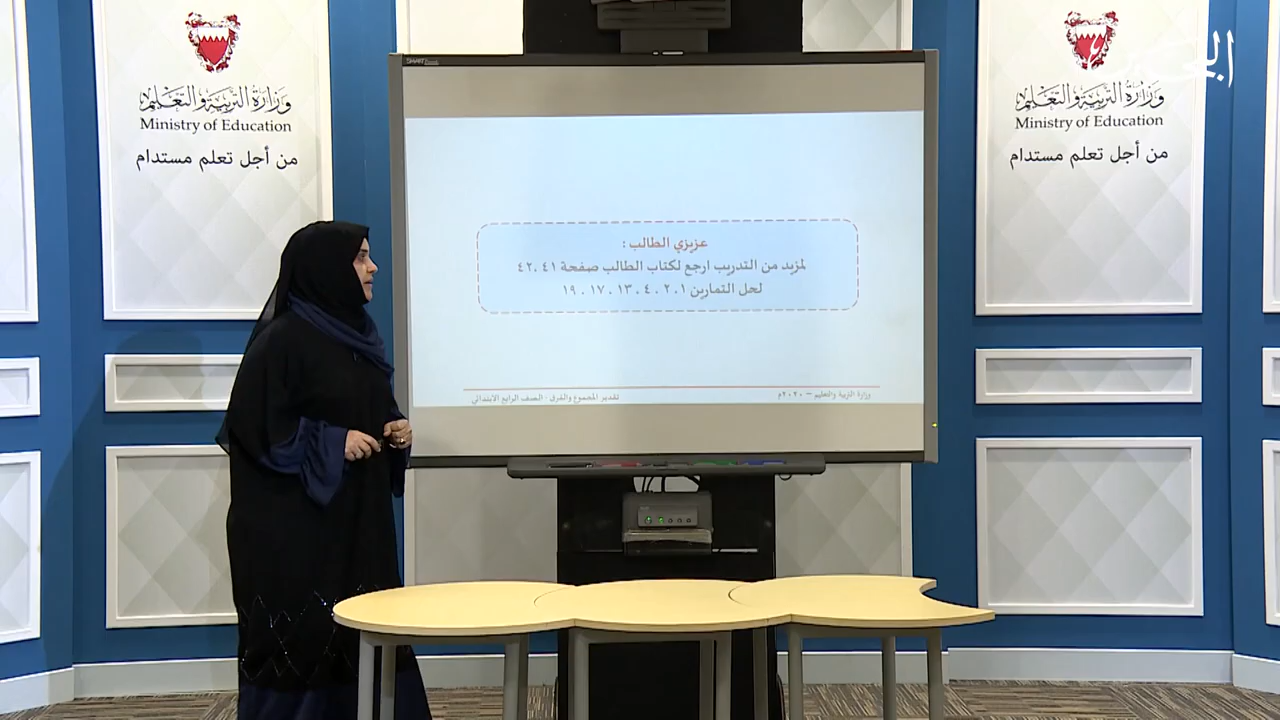 وزارة التربية والتعليم
Ministry of Education
من أجل تعلم مستدام
SMART
عزيزي الطالب :
لمزيد من التدريب ارجع لكتاب الطالب صفحة ٤١ ، ٤٢
لحل التمارين ١ ، ٢ ، ٤ ، ١٣ ، ١٧ ، ١٩
وزارة التربية والتعليم – ٢٠٢٠م
تقدير المجموع والفرق : الصف الرابع الابتدائي
وزارة التربية والتعليم
Ministry of Education
من أجل تعلم مستدام